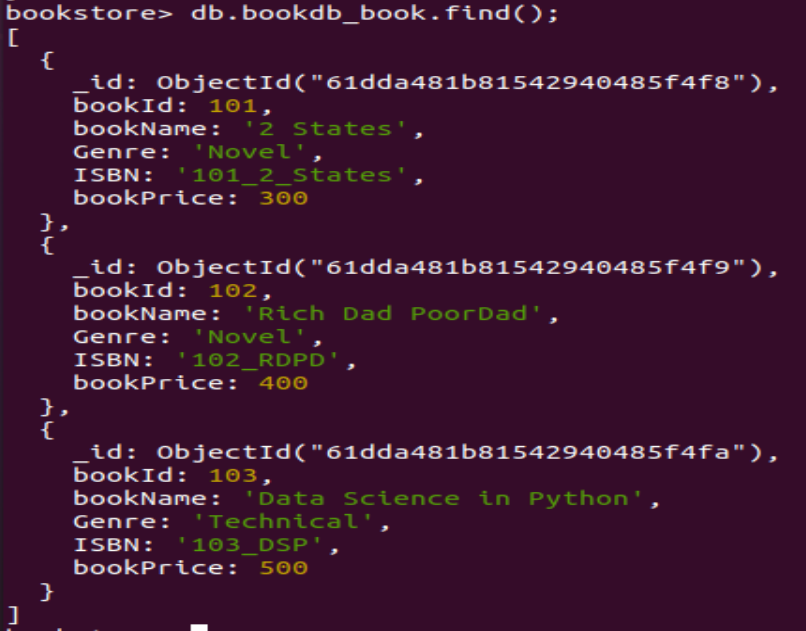 bookstore> db.bookdb_book.find();
[
  {
    _id: ObjectId("61dda481b81542940485f4f8"),
    bookId: 101,
    bookName: '2 States',
    Genre: 'Novel',
    ISBN: '101_2_States',
    bookPrice: 300
  },
  {
    _id: ObjectId("61dda481b81542940485f4f9"),
    bookId: 102,
    bookName: 'Rich Dad PoorDad',
    Genre: 'Novel',
    ISBN: '102_RDPD',
    bookPrice: 400
  },
  {
    _id: ObjectId("61dda481b81542940485f4fa"),
    bookId: 103,
    bookName: 'Data Science in Python',
    Genre: 'Technical',
    ISBN: '103_DSP',
    bookPrice: 500
  }
]